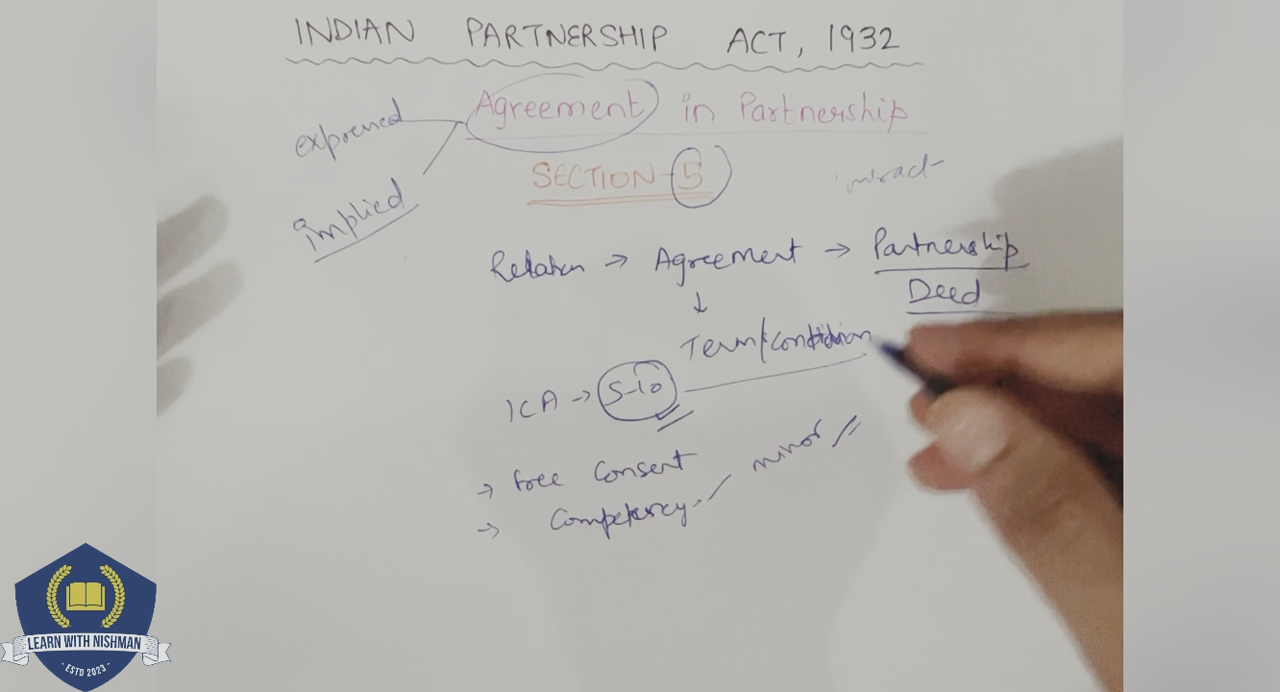 INDIAN PARTNERSHIP ACT, 1932
Agreement in Partnership
expressed
implied
SECTION-5
Relation → Agreement → Partnership
Deed
↓
Term/condition
ICA → S-10
→ free Consent
→ Competency
minor
LEARN WITH NISHMAN
- ESTD 2023 -